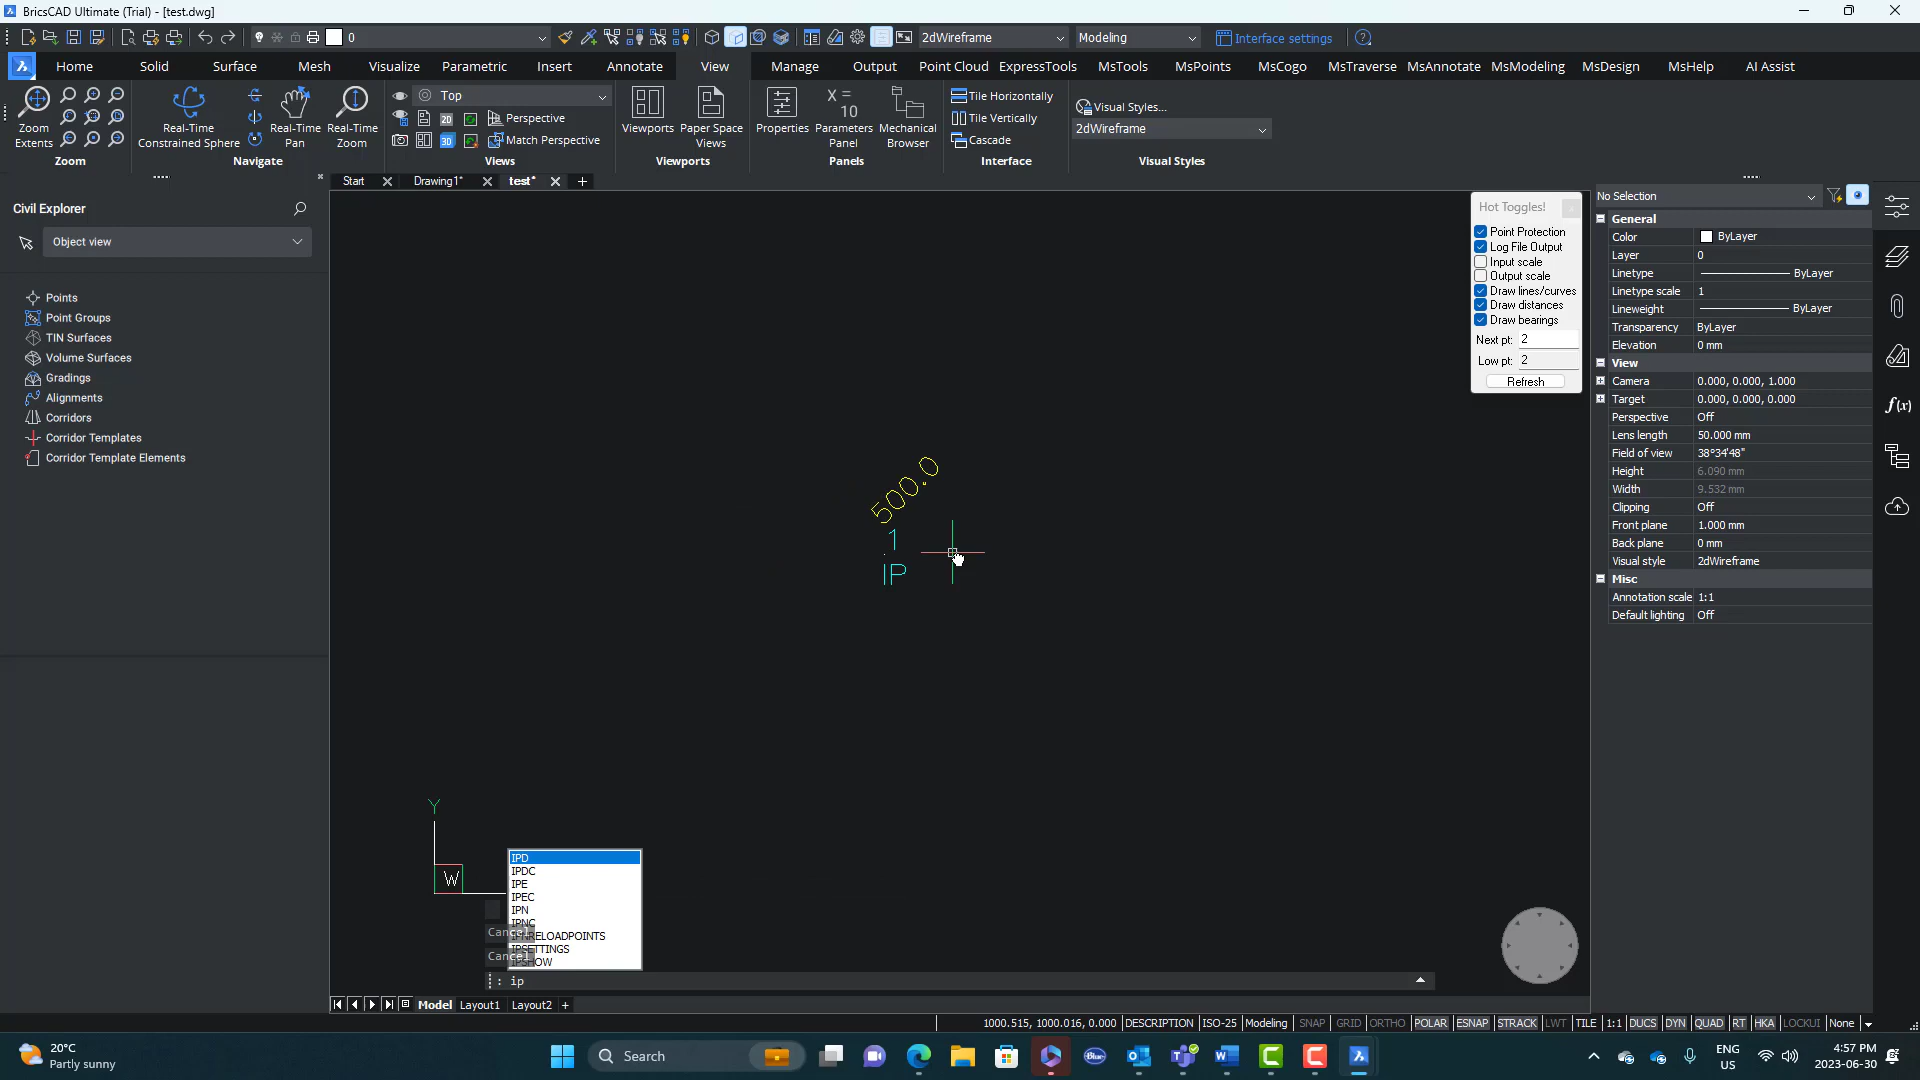 BricsCAD Ultimate (Trial) - [test.dwg]
0
2dWireframe
Modeling
Interface settings
Home
Solid
Surface
Mesh
Visualize
Parametric
Insert
Annotate
View
Manage
Output
Point Cloud
ExpressTools
MsTools
MsPoints
MsCogo
MsTraverse
MsAnnotate
MsModeling
MsDesign
MsHelp
AI Assist
Zoom
Extents
Zoom
Real-Time
Constrained Sphere
Real-Time
Pan
Real-Time
Zoom
Navigate
Top
Perspective
Match Perspective
Views
Viewports
Paper Space
Views
Viewports
Properties
X =
10
Parameters
Panel
Mechanical
Browser
Panels
Tile Horizontally
Tile Vertically
Cascade
Interface
Visual Styles...
2dWireframe
Visual Styles
Start
Drawing1*
test*
Civil Explorer
Object view
Points
Point Groups
TIN Surfaces
Volume Surfaces
Gradings
Alignments
Corridors
Corridor Templates
Corridor Template Elements
500.0
1
IP
Y
W
Hot Toggles!
Point Protection
Log File Output
Input scale
Output scale
Draw lines/curves
Draw distances
Draw bearings
Next pt: 2
Low pt: 2
Refresh
No Selection
General
Color ByLayer
Layer 0
Linetype ByLayer
Linetype scale 1
Lineweight ByLayer
Transparency ByLayer
Elevation 0 mm
View
Camera 0.000, 0.000, 1.000
Target 0.000, 0.000, 0.000
Perspective Off
Lens length 50.000 mm
Field of view 38°34'48"
Height 6.090 mm
Width 9.532 mm
Clipping Off
Front plane 1.000 mm
Back plane 0 mm
Visual style 2dWireframe
Misc
Annotation scale 1:1
Default lighting Off
f(x)
IPD
IPDC
IPE
IPEC
IPN
IPNC
IPNRELOADPOINTS
IPSETTINGS
IPSHOW
Cancel
Cancel
: ip
Model
Layout1
Layout2
+
1000.515, 1000.016, 0.000
DESCRIPTION
ISO-25
Modeling
SNAP
GRID
ORTHO
POLAR
ESNAP
STRACK
LWT
TILE
1:1
DUCS
DYN
QUAD
RT
HKA
LOCKUI
None
20°C
Partly sunny
Search
Blue
ENG
US
4:57 PM
2023-06-30